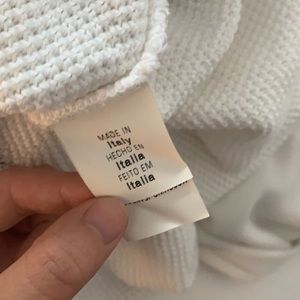 MADE IN
Italy
HECHO EN
Italia
FEITO EM
Italia